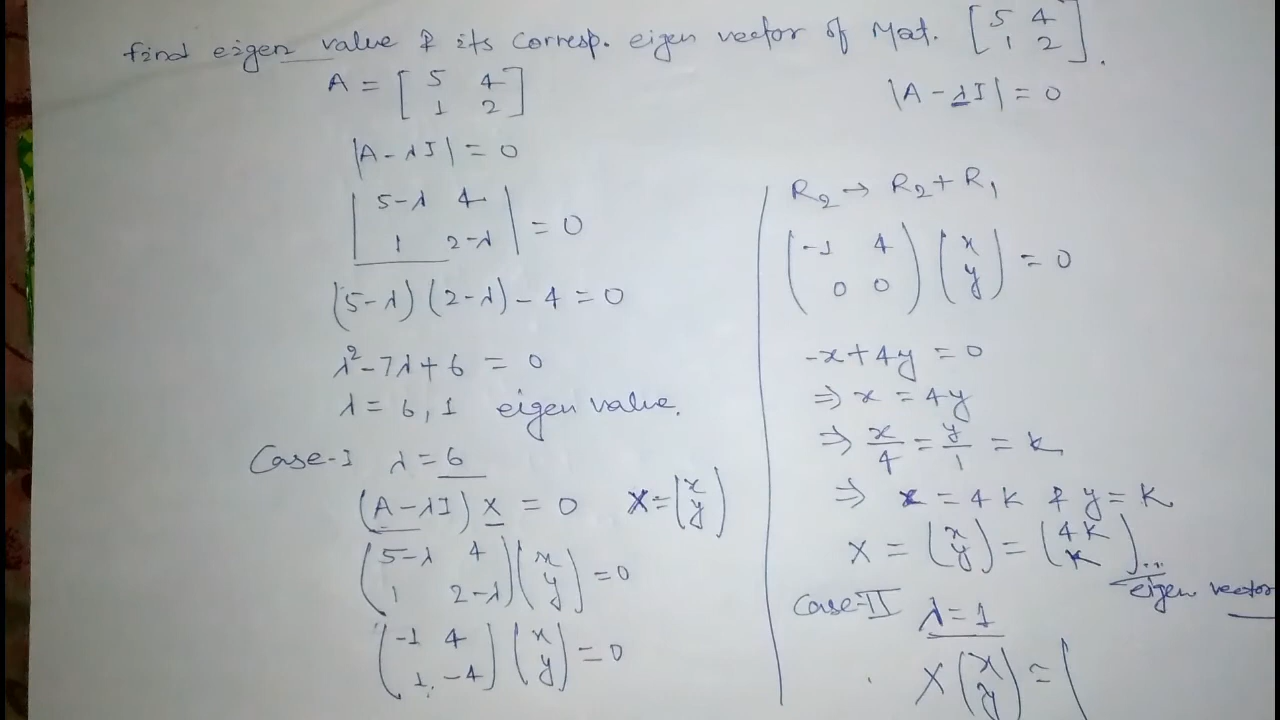 find eigen value & its corresp. eigen vector of Mat. [5 4
1 2].
A = [5 4
1 2]
|A - λI| = 0
|A - λI| = 0
|5-λ 4
1 2-λ| = 0
(5-λ)(2-λ) - 4 = 0
λ² - 7λ + 6 = 0
λ = 6, 1 eigen value.
Case-I λ = 6
(A - λI) X = 0 X = (x
y)
(5-λ 4
1 2-λ)(x
y) = 0
(-1 4
1 -4)(x
y) = 0
R₂ → R₂ + R₁
(-1 4
0 0)(x
y) = 0
-x + 4y = 0
⇒ x = 4y
⇒ x/4 = y/1 = k
⇒ x = 4k & y = k
X = (x
y) = (4k
k)...
eigen vector
Case-II λ = 1
X (x
y) = (